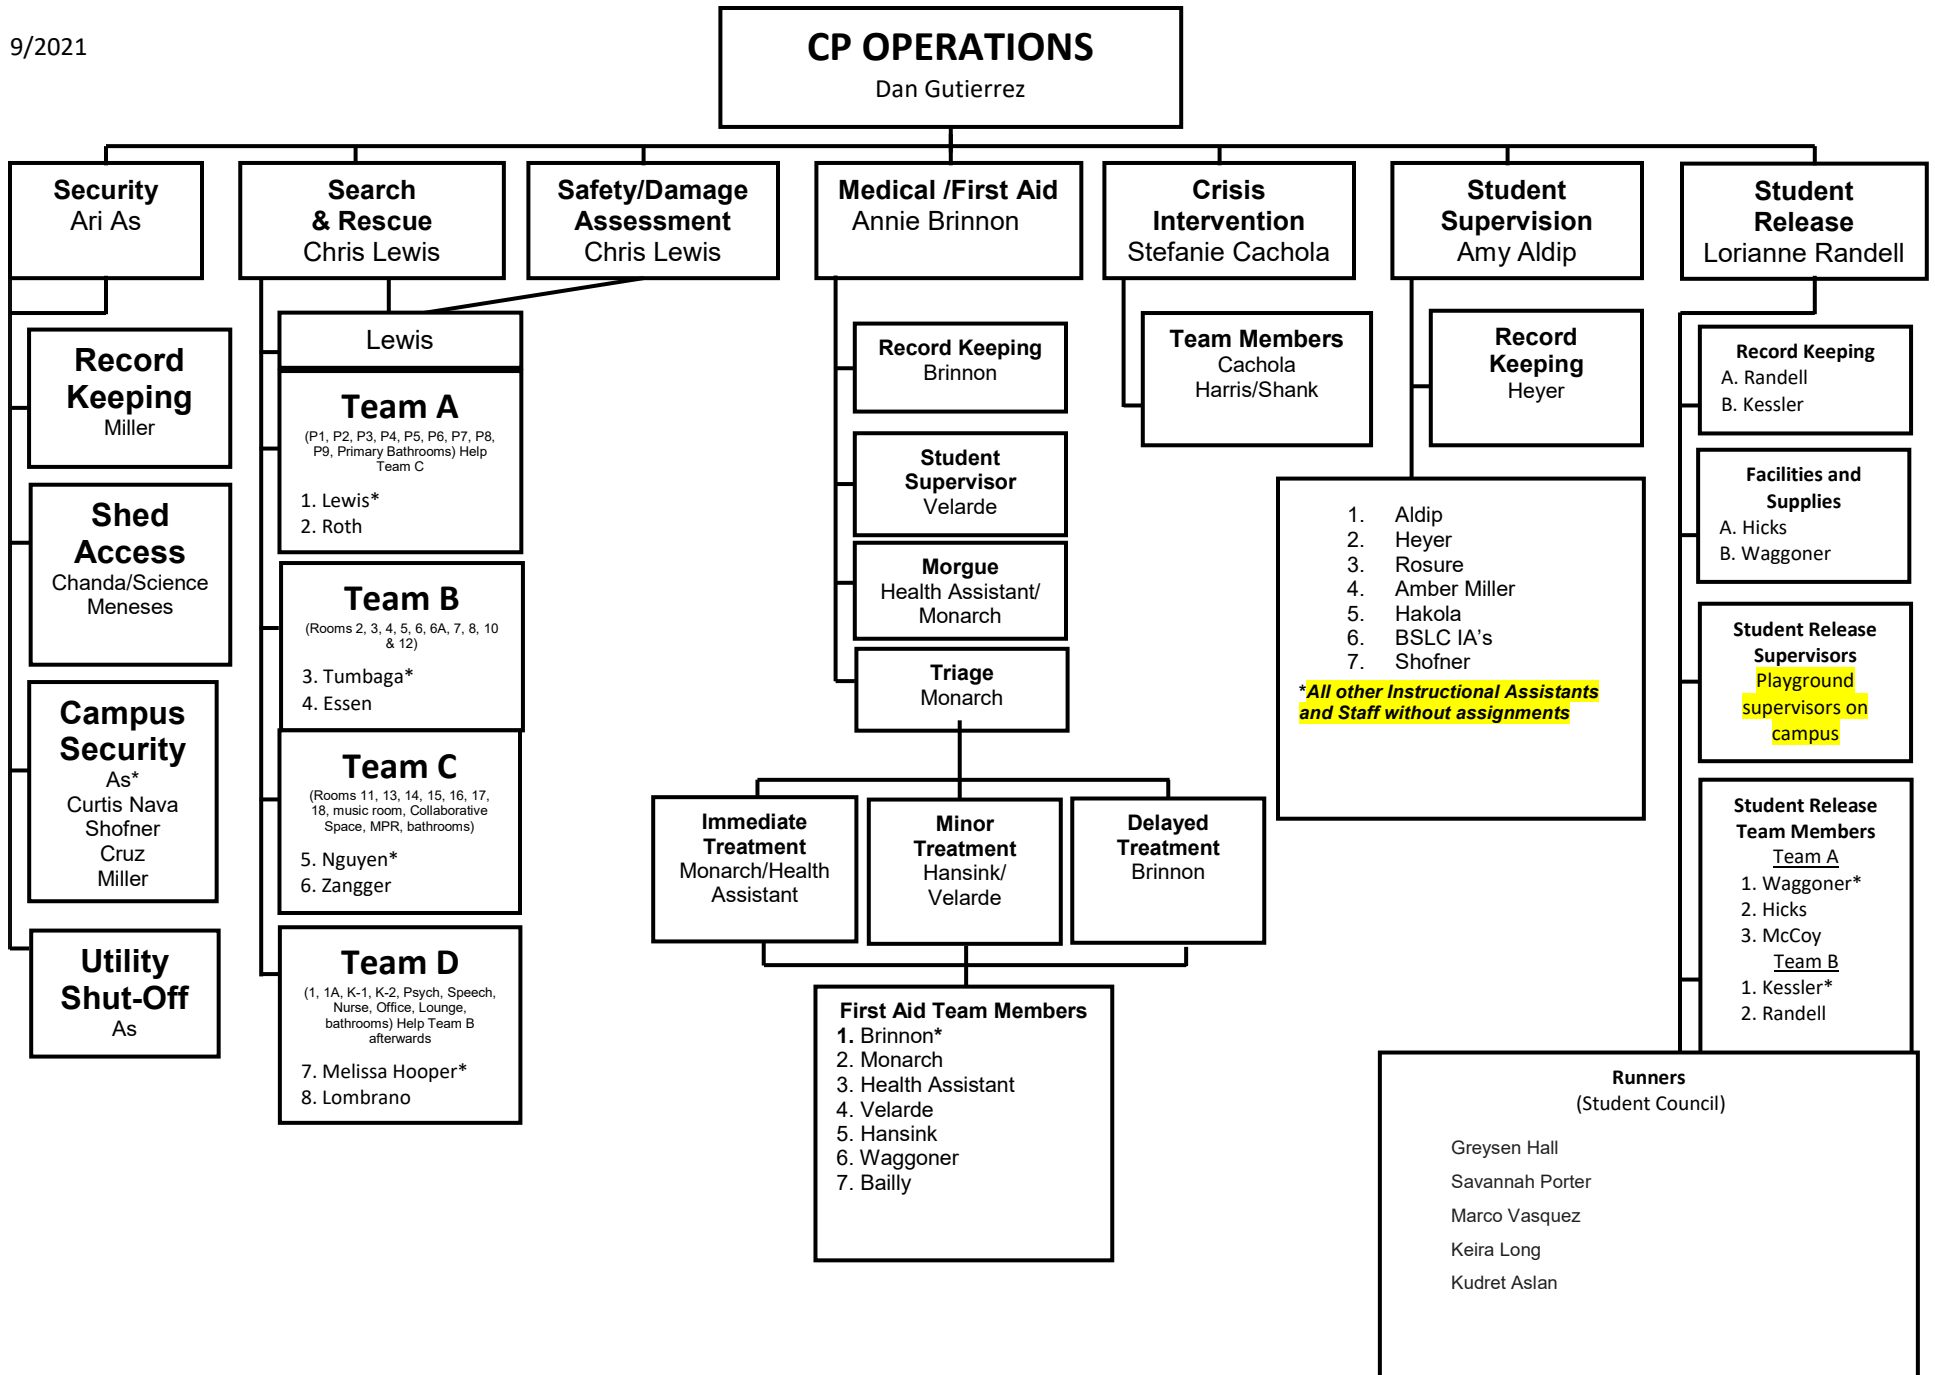 9/2021
CP OPERATIONS
Dan Gutierrez
Security
Ari As
Record
Keeping
Miller
Shed
Access
Chanda/Science
Meneses
Campus
Security
As*
Curtis Nava
Shofner
Cruz
Miller
Utility
Shut-Off
As
Search
& Rescue
Chris Lewis
Safety/Damage
Assessment
Chris Lewis
Lewis
Team A
(P1, P2, P3, P4, P5, P6, P7, P8,
P9, Primary Bathrooms) Help
Team C
1. Lewis*
2. Roth
Team B
(Rooms 2, 3, 4, 5, 6, 6A, 7, 8, 10
& 12)
3. Tumbaga*
4. Essen
Team C
(Rooms 11, 13, 14, 15, 16, 17,
18, music room, Collaborative
Space, MPR, bathrooms)
5. Nguyen*
6. Zangger
Team D
(1, 1A, K-1, K-2, Psych, Speech,
Nurse, Office, Lounge,
bathrooms) Help Team B
afterwards
7. Melissa Hooper*
8. Lombrano
Medical /First Aid
Annie Brinnon
Record Keeping
Brinnon
Student
Supervisor
Velarde
Morgue
Health Assistant/
Monarch
Triage
Monarch
Immediate
Treatment
Monarch/Health
Assistant
Minor
Treatment
Hansink/
Velarde
Delayed
Treatment
Brinnon
First Aid Team Members
1. Brinnon*
2. Monarch
3. Health Assistant
4. Velarde
5. Hansink
6. Waggoner
7. Bailly
Crisis
Intervention
Stefanie Cachola
Team Members
Cachola
Harris/Shank
Student
Supervision
Amy Aldip
Record
Keeping
Heyer
1. Aldip
2. Heyer
3. Rosure
4. Amber Miller
5. Hakola
6. BSLC IA’s
7. Shofner
*All other Instructional Assistants
and Staff without assignments
Student
Release
Lorianne Randell
Record Keeping
A. Randell
B. Kessler
Facilities and
Supplies
A. Hicks
B. Waggoner
Student Release
Supervisors
Playground
supervisors on
campus
Student Release
Team Members
Team A
1. Waggoner*
2. Hicks
3. McCoy
Team B
1. Kessler*
2. Randell
Runners
(Student Council)
Greysen Hall
Savannah Porter
Marco Vasquez
Keira Long
Kudret Aslan